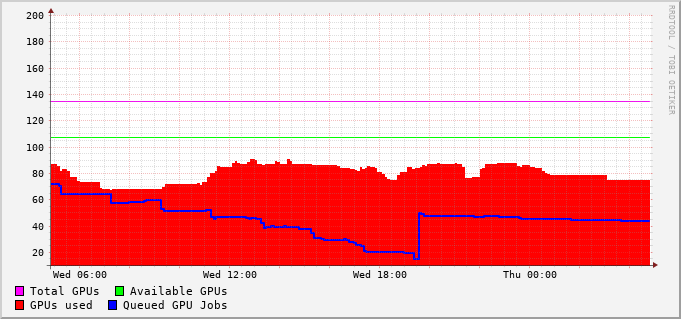 RRDTOOL / TOBI OETIKER
200
180
160
140
120
100
80
60
40
20
Wed 06:00 Wed 12:00 Wed 18:00 Thu 00:00
Total GPUs Available GPUs
GPUs used Queued GPU Jobs